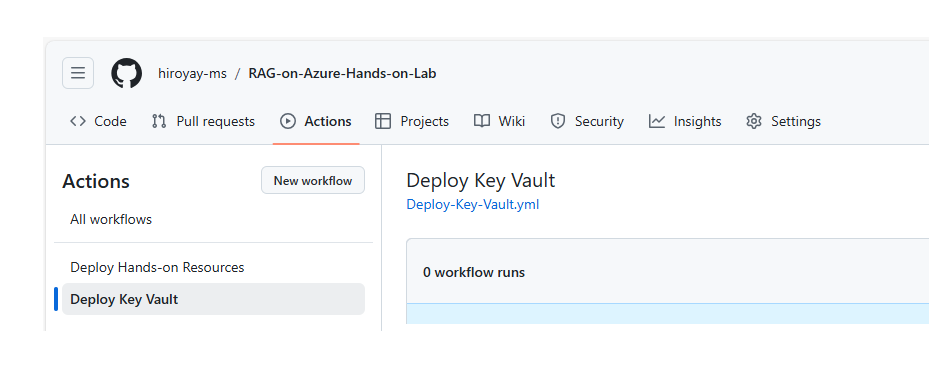 hiroyay-ms / RAG-on-Azure-Hands-on-Lab
Code Pull requests Actions Projects Wiki Security Insights Settings
Actions
New workflow
All workflows
Deploy Hands-on Resources
Deploy Key Vault
Deploy Key Vault
Deploy-Key-Vault.yml
0 workflow runs